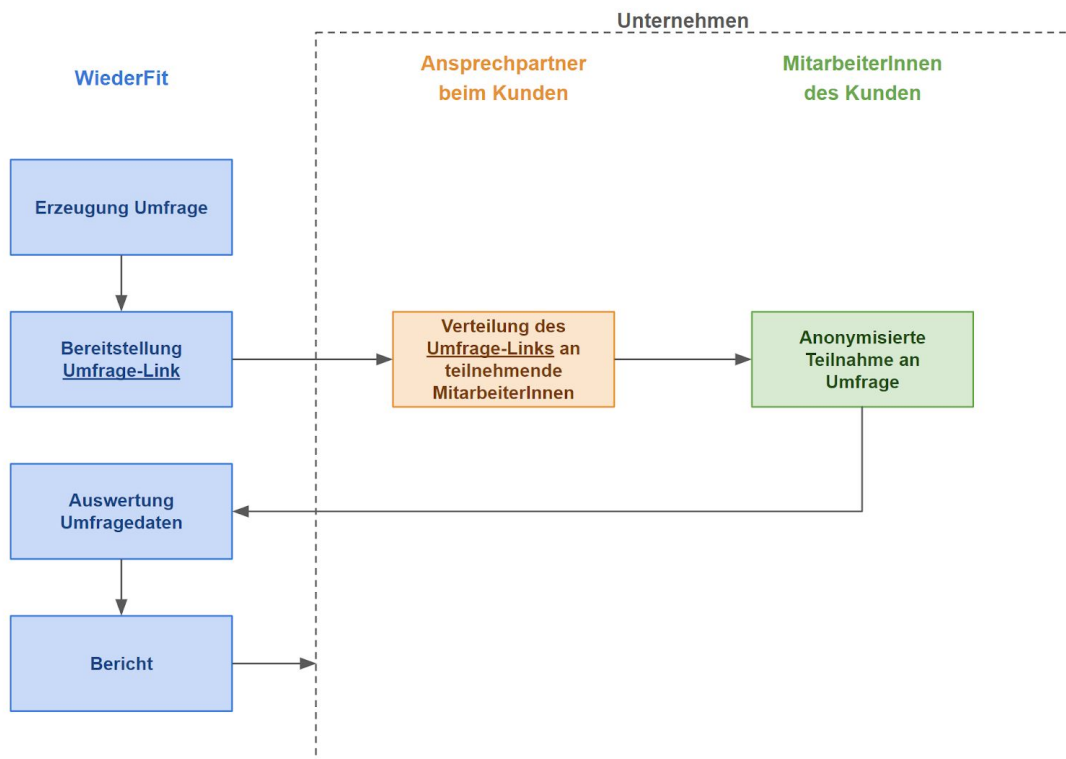 Unternehmen
WiederFit
Ansprechpartner
beim Kunden
MitarbeiterInnen
des Kunden
Erzeugung Umfrage
Bereitstellung
Umfrage-Link
Verteilung des
Umfrage-Links an
teilnehmende
MitarbeiterInnen
Anonymisierte
Teilnahme an
Umfrage
Auswertung
Umfragedaten
Bericht